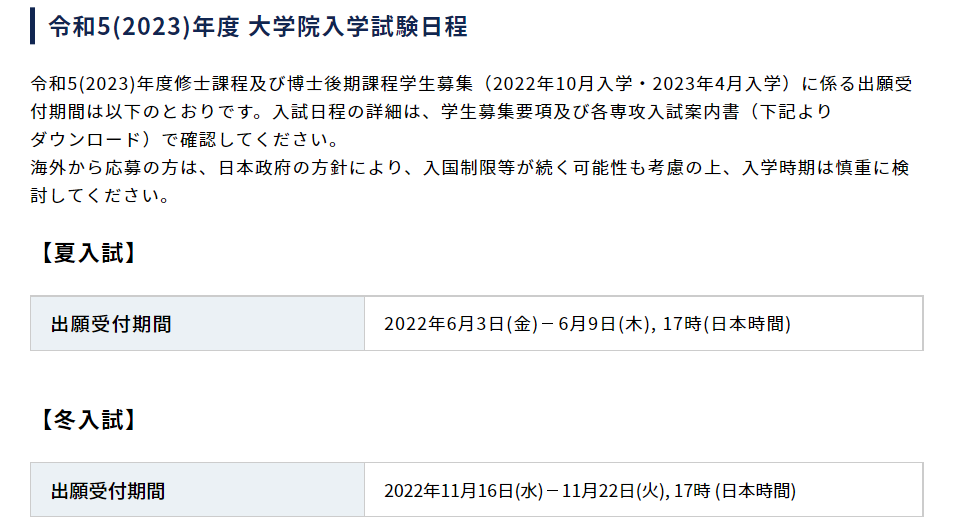 令和5(2023)年度 大学院入学試験日程
令和5(2023)年度修士課程及び博士後期課程学生募集（2022年10月入学・2023年4月入学）に係る出願受
付期間は以下のとおりです。入試日程の詳細は、学生募集要項及び各専攻入試案内書（下記より
ダウンロード）で確認してください。
海外から応募の方は、日本政府の方針により、入国制限等が続く可能性も考慮の上、入学時期は慎重に検
討してください。
【夏入試】
出願受付期間 2022年6月3日(金)－6月9日(木), 17時(日本時間)
【冬入試】
出願受付期間 2022年11月16日(水)－11月22日(火), 17時 (日本時間)